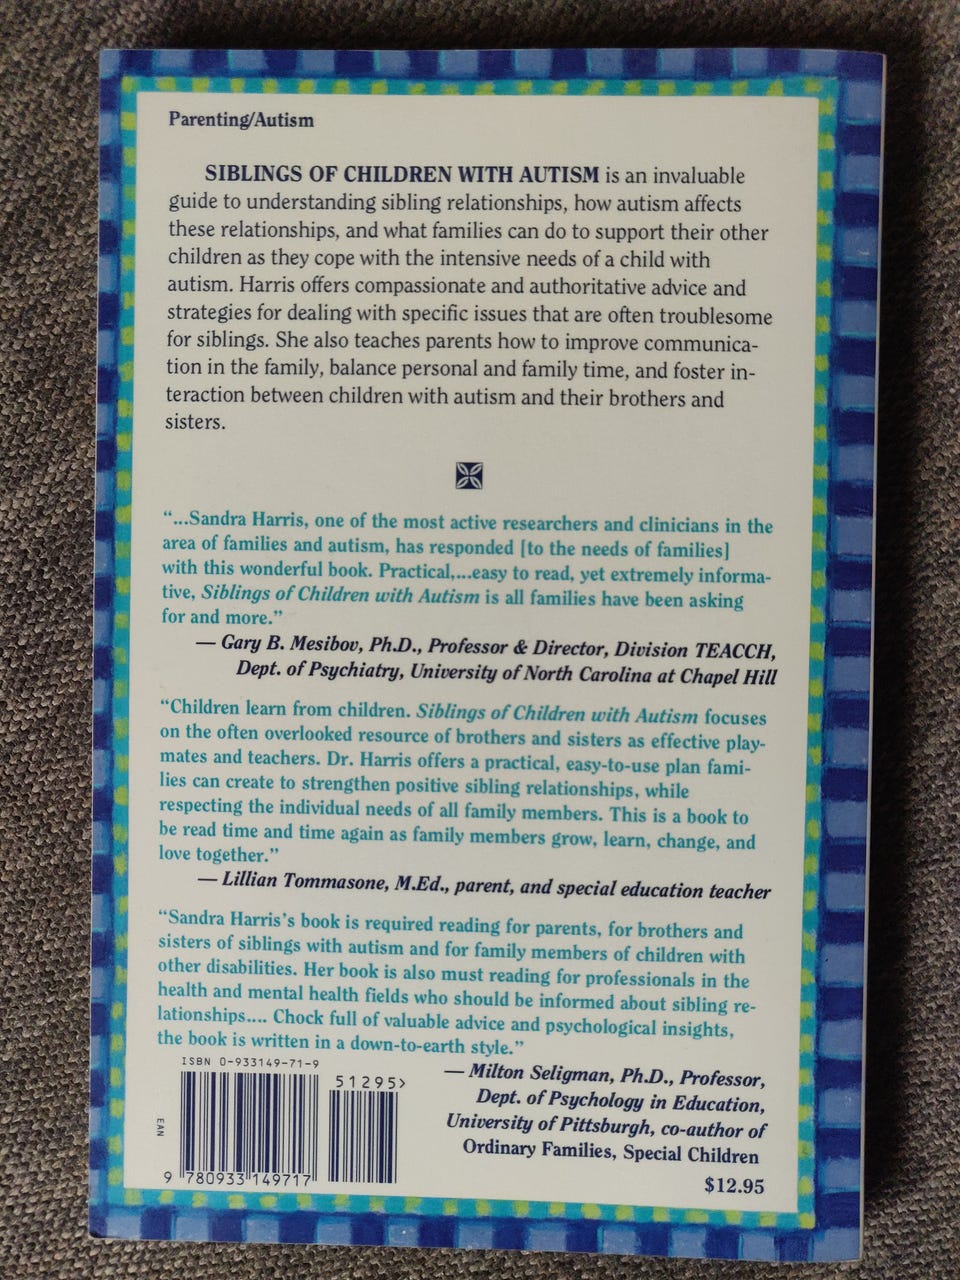 Parenting/Autism
SIBLINGS OF CHILDREN WITH AUTISM is an invaluable
guide to understanding sibling relationships, how autism affects
these relationships, and what families can do to support their other
children as they cope with the intensive needs of a child with
autism. Harris offers compassionate and authoritative advice and
strategies for dealing with specific issues that are often troublesome
for siblings. She also teaches parents how to improve communica-
tion in the family, balance personal and family time, and foster in-
teraction between children with autism and their brothers and
sisters.
“...Sandra Harris, one of the most active researchers and clinicians in the
area of families and autism, has responded [to the needs of families]
with this wonderful book. Practical,...easy to read, yet extremely informa-
tive, Siblings of Children with Autism is all families have been asking
for and more.”
— Gary B. Mesibov, Ph.D., Professor & Director, Division TEACCH,
Dept. of Psychiatry, University of North Carolina at Chapel Hill
“Children learn from children. Siblings of Children with Autism focuses
on the often overlooked resource of brothers and sisters as effective play-
mates and teachers. Dr. Harris offers a practical, easy-to-use plan fami-
lies can create to strengthen positive sibling relationships, while
respecting the individual needs of all family members. This is a book to
be read time and time again as family members grow, learn, change, and
love together.”
— Lillian Tommasone, M.Ed., parent, and special education teacher
“Sandra Harris’s book is required reading for parents, for brothers and
sisters of siblings with autism and for family members of children with
other disabilities. Her book is also must reading for professionals in the
health and mental health fields who should be informed about sibling re-
lationships.... Chock full of valuable advice and psychological insights,
the book is written in a down-to-earth style.”
— Milton Seligman, Ph.D., Professor,
Dept. of Psychology in Education,
University of Pittsburgh, co-author of
Ordinary Families, Special Children
$12.95
ISBN 0-933149-71-9
51295>
EAN
9 780933 149717